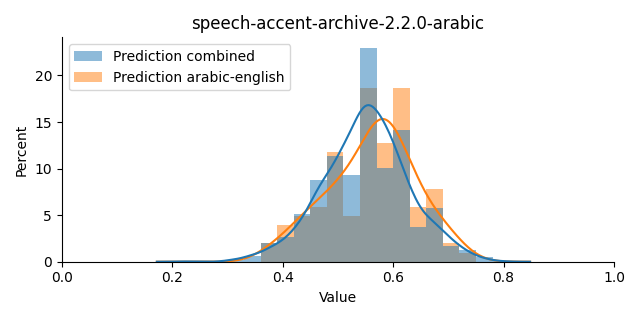 speech-accent-archive-2.2.0-arabic
Prediction combined
Prediction arabic-english
Percent
20
15
10
5
0
0.0 0.2 0.4 0.6 0.8 1.0
Value